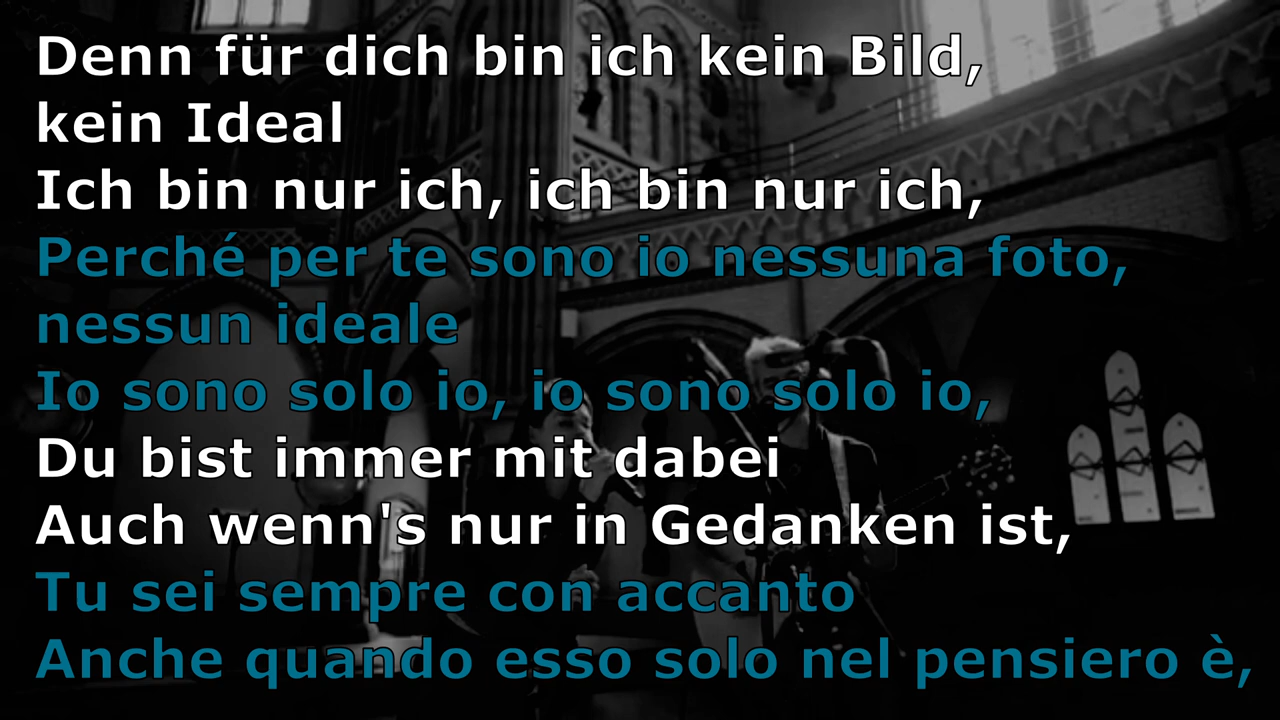 Denn für dich bin ich kein Bild,
kein Ideal
Ich bin nur ich, ich bin nur ich,
Perché per te sono io nessuna foto,
nessun ideale
Io sono solo io, io sono solo io,
Du bist immer mit dabei
Auch wenn's nur in Gedanken ist,
Tu sei sempre con accanto
Anche quando esso solo nel pensiero è,